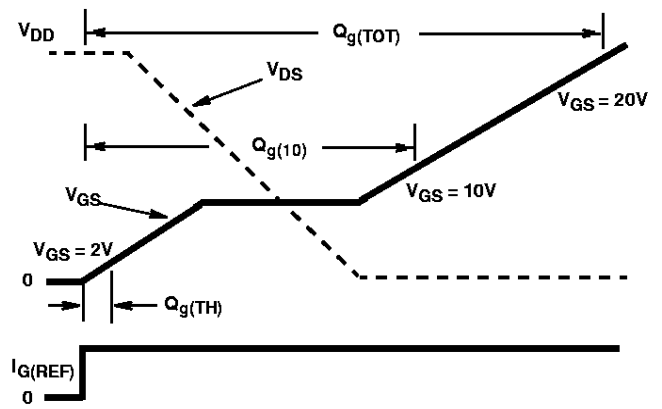 V_DD
Q_g(TOT)
V_DS
V_GS = 20V
Q_g(10)
V_GS
V_GS = 10V
V_GS = 2V
0
Q_g(TH)
I_G(REF)
0